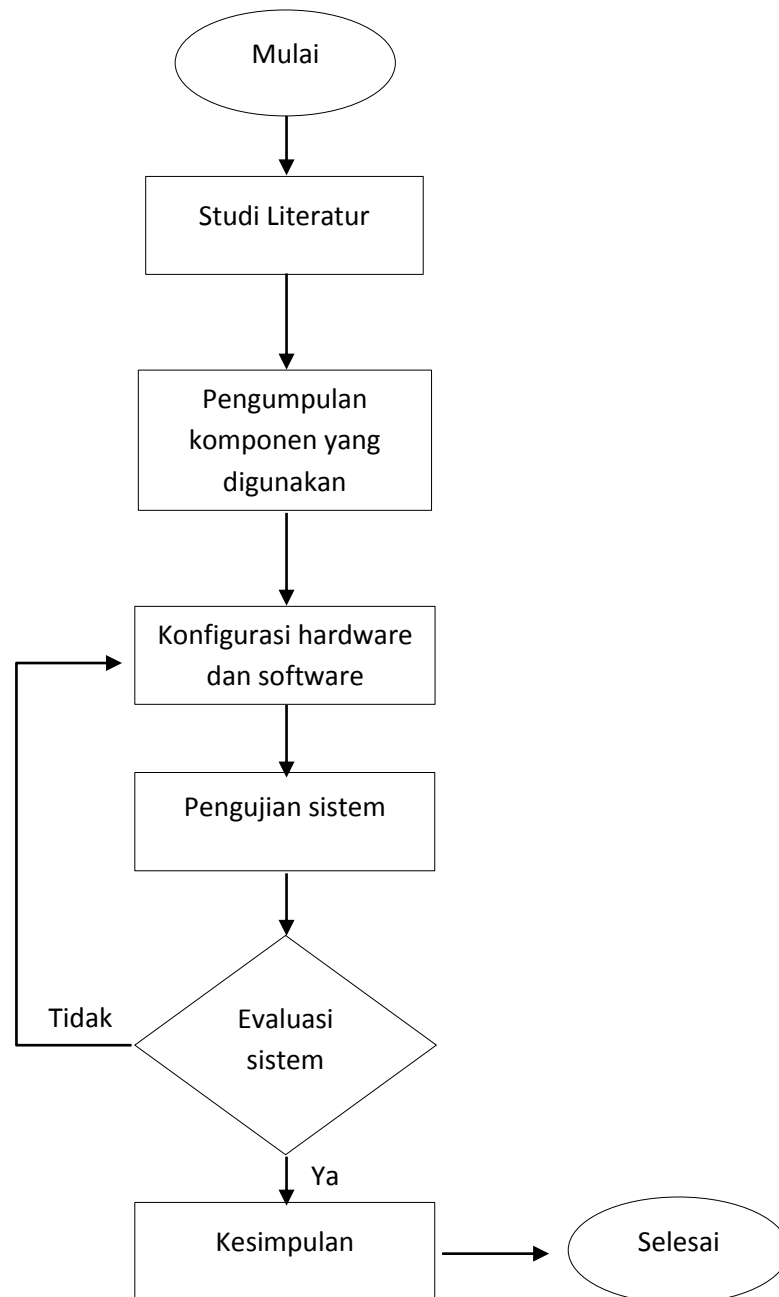 Mulai
Studi Literatur
Pengumpulan
komponen yang
digunakan
Konfigurasi hardware
dan software
Pengujian sistem
Tidak
Evaluasi
sistem
Ya
Kesimpulan
Selesai